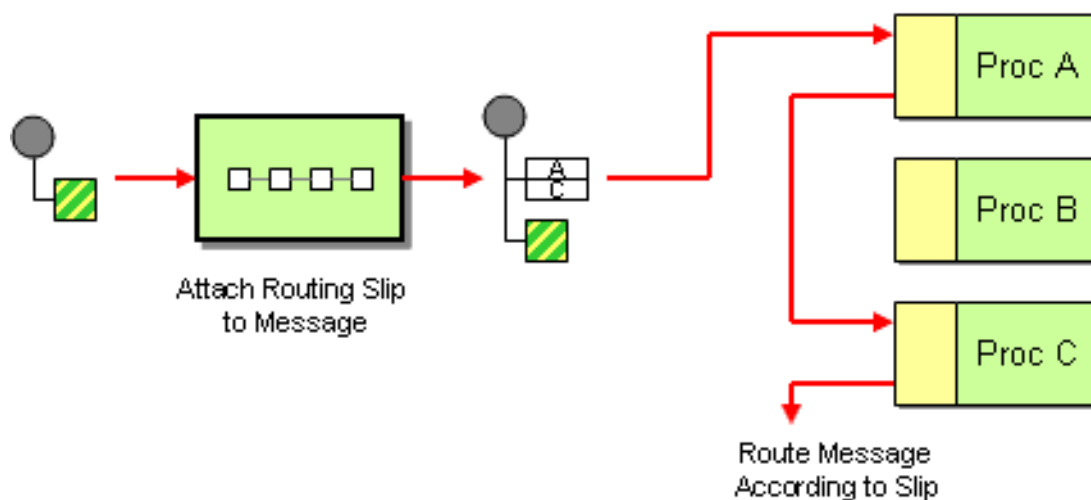 Proc A
A
C
Proc B
Attach Routing Slip
to Message
Proc C
Route Message
According to Slip